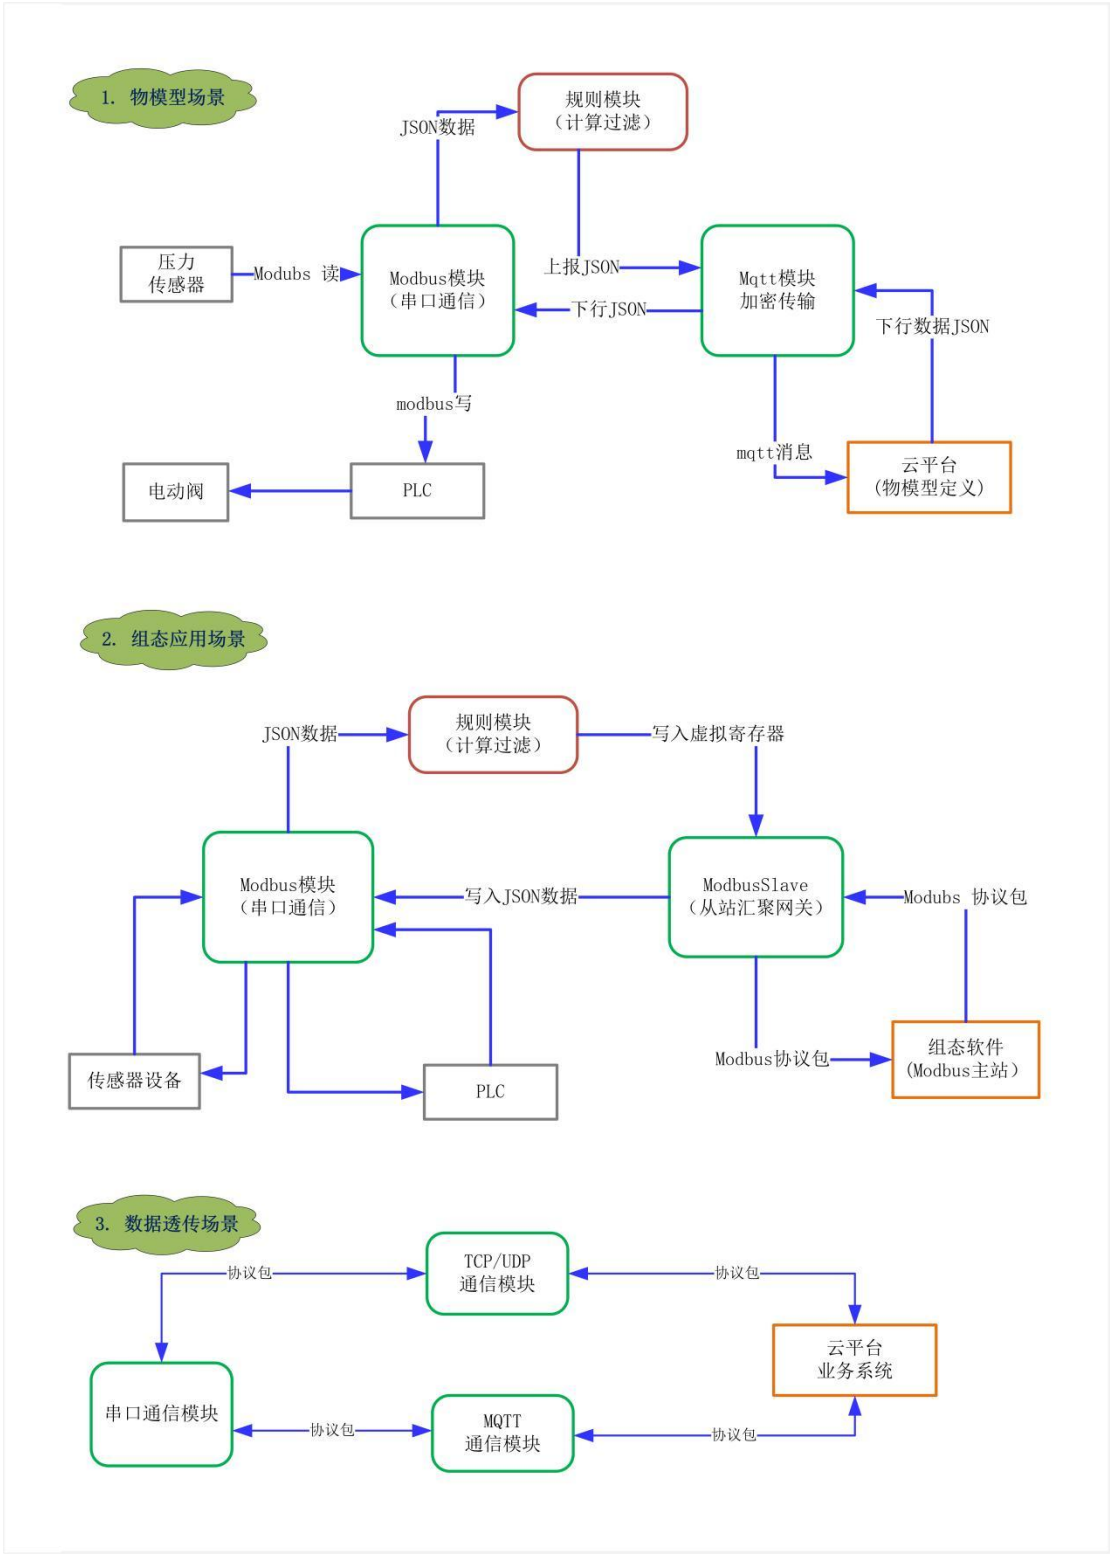 1. 物模型场景
规则模块
（计算过滤）
JSON数据
压力
传感器
Modubs 读
Modbus模块
（串口通信）
上报JSON
下行JSON
Mqtt模块
加密传输
下行数据JSON
modbus写
mqtt消息
云平台
(物模型定义)
电动阀
PLC
2. 组态应用场景
JSON数据
规则模块
（计算过滤）
写入虚拟寄存器
Modbus模块
（串口通信）
写入JSON数据
ModbusSlave
（从站汇聚网关）
Modubs 协议包
传感器设备
PLC
Modbus协议包
组态软件
(Modbus主站）
3. 数据透传场景
协议包
TCP/UDP
通信模块
协议包
云平台
业务系统
串口通信模块
协议包
MQTT
通信模块
协议包